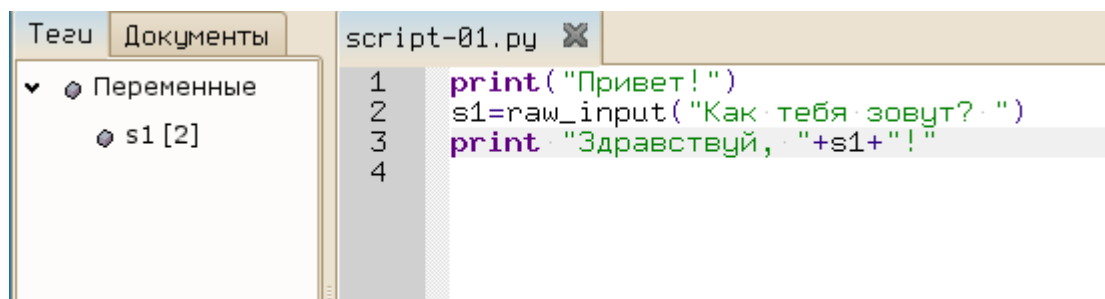 Теги Документы
Переменные
s1 [2]
script-01.py
1 print("Привет!")
2 s1=raw_input("Как тебя зовут? ")
3 print "Здравствуй, "+s1+"!"
4